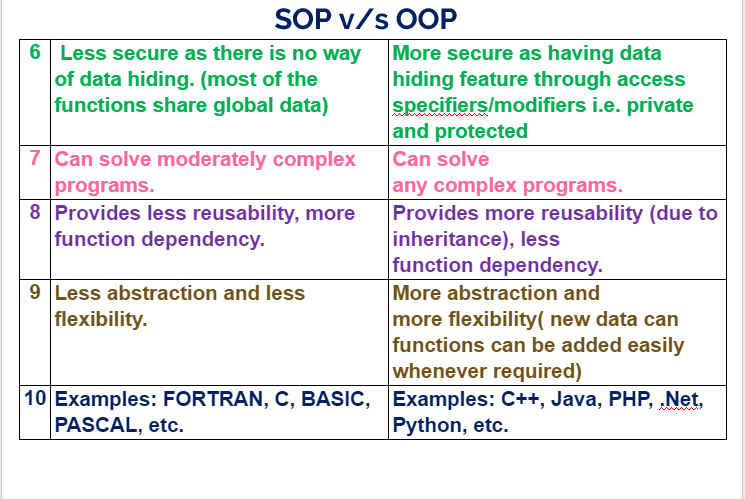 SOP v/s OOP
6 Less secure as there is no way of data hiding. (most of the functions share global data)
More secure as having data hiding feature through access specifiers/modifiers i.e. private and protected
7 Can solve moderately complex programs.
Can solve any complex programs.
8 Provides less reusability, more function dependency.
Provides more reusability (due to inheritance), less function dependency.
9 Less abstraction and less flexibility.
More abstraction and more flexibility( new data can functions can be added easily whenever required)
10 Examples: FORTRAN, C, BASIC, PASCAL, etc.
Examples: C++, Java, PHP, .Net, Python, etc.